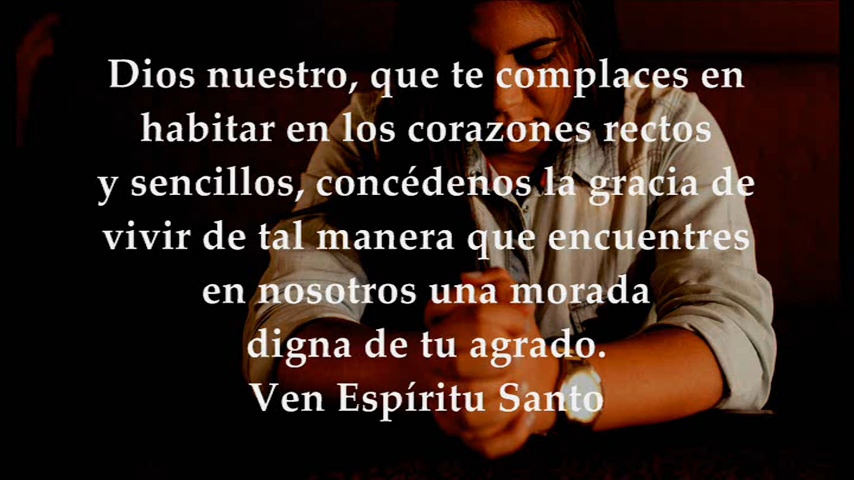 Dios nuestro, que te complaces en
habitar en los corazones rectos
y sencillos, concédenos la gracia de
vivir de tal manera que encuentres
en nosotros una morada
digna de tu agrado.
Ven Espíritu Santo